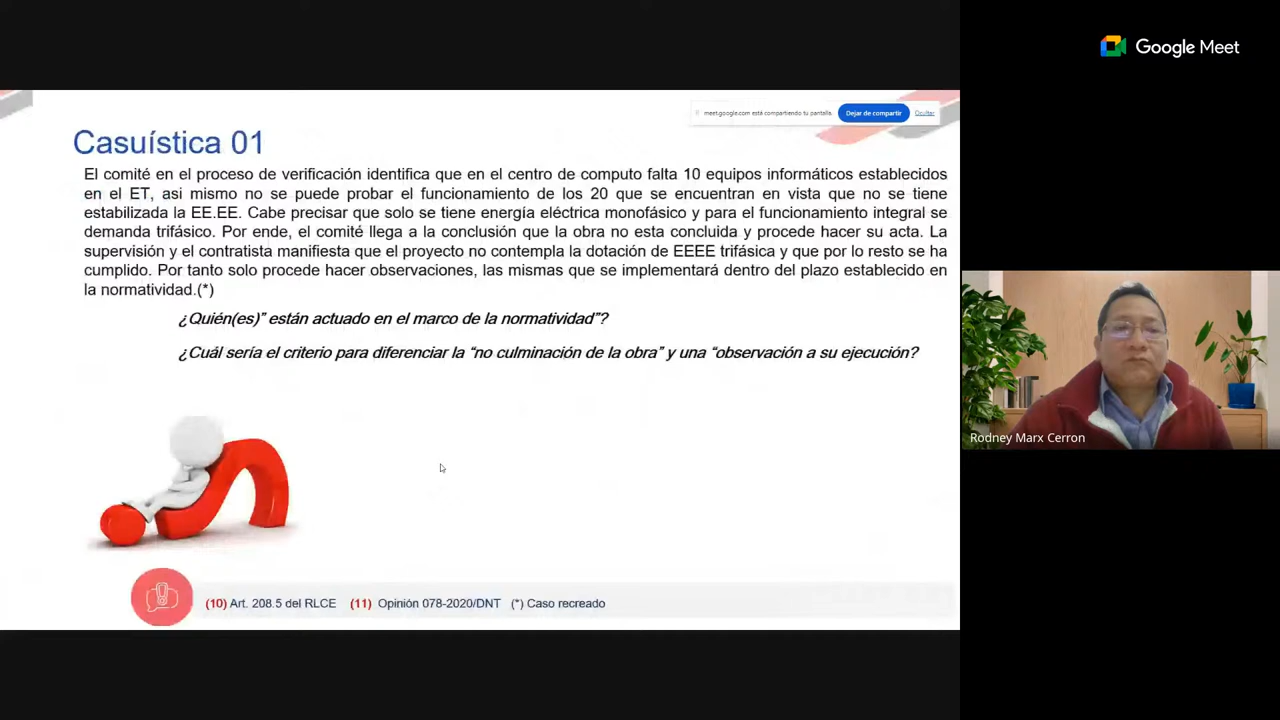 Google Meet
meet.google.com está compartiendo tu pantalla.
Dejar de compartir
Ocultar
Casuística 01
El comité en el proceso de verificación identifica que en el centro de computo falta 10 equipos informáticos establecidos
en el ET, asi mismo no se puede probar el funcionamiento de los 20 que se encuentran en vista que no se tiene
estabilizada la EE.EE. Cabe precisar que solo se tiene energía eléctrica monofásico y para el funcionamiento integral se
demanda trifásico. Por ende, el comité llega a la conclusión que la obra no esta concluida y procede hacer su acta. La
supervisión y el contratista manifiesta que el proyecto no contempla la dotación de EEEE trifásica y que por lo resto se ha
cumplido. Por tanto solo procede hacer observaciones, las mismas que se implementará dentro del plazo establecido en
la normatividad.(*)
¿Quién(es)” están actuado en el marco de la normatividad”?
¿Cuál sería el criterio para diferenciar la “no culminación de la obra” y una “observación a su ejecución?
Rodney Marx Cerron
(10) Art. 208.5 del RLCE (11) Opinión 078-2020/DNT (*) Caso recreado